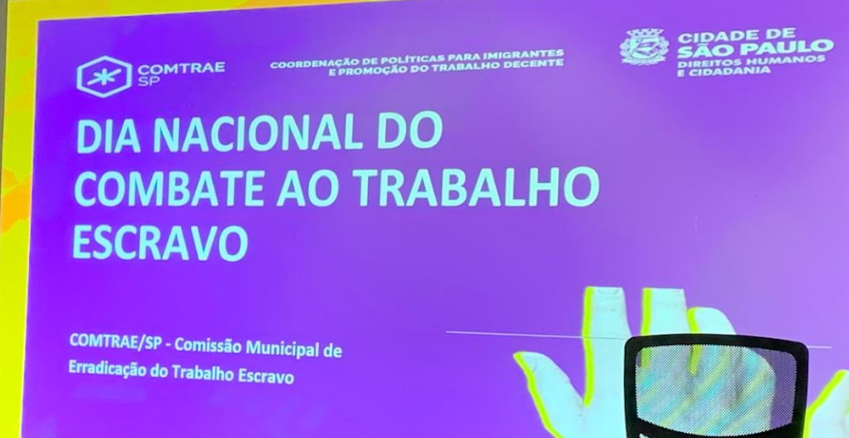 COMTRAE
SP
COORDENAÇÃO DE POLÍTICAS PARA IMIGRANTES
E PROMOÇÃO DO TRABALHO DECENTE
CIDADE DE
SÃO PAULO
DIREITOS HUMANOS
E CIDADANIA
DIA NACIONAL DO
COMBATE AO TRABALHO
ESCRAVO
COMTRAE/SP - Comissão Municipal de
Erradicação do Trabalho Escravo